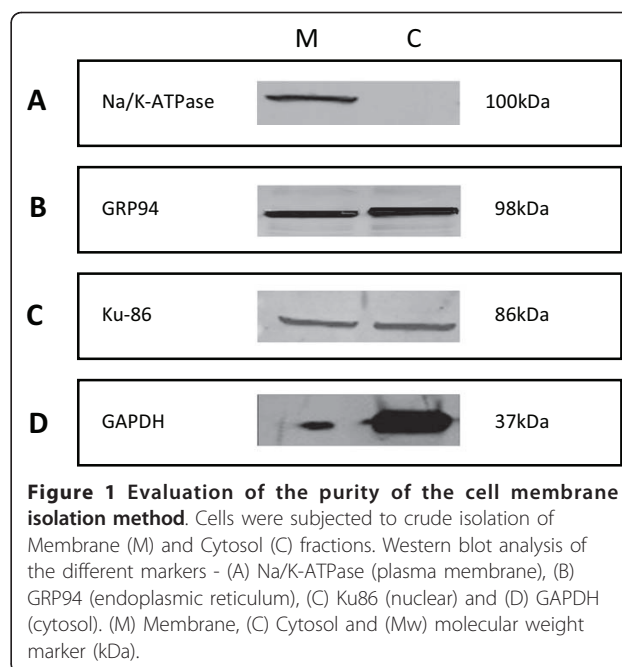 M C
A Na/K-ATPase 100kDa
B GRP94 98kDa
C Ku-86 86kDa
D GAPDH 37kDa
Figure 1 Evaluation of the purity of the cell membrane
isolation method. Cells were subjected to crude isolation of
Membrane (M) and Cytosol (C) fractions. Western blot analysis of
the different markers - (A) Na/K-ATPase (plasma membrane), (B)
GRP94 (endoplasmic reticulum), (C) Ku86 (nuclear) and (D) GAPDH
(cytosol). (M) Membrane, (C) Cytosol and (Mw) molecular weight
marker (kDa).